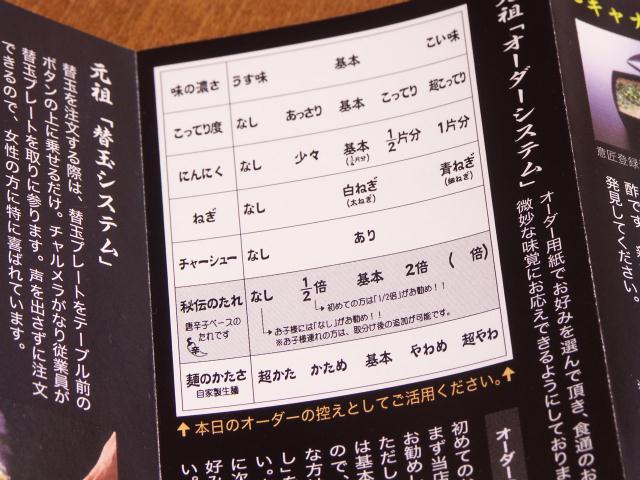 元祖「オーダーシステム」
オーダー用紙でお好みを選んで頂き、食通のお
微妙な味覚にお応えできるようにしておりま
味の濃さ うす味 基本 こい味
こってり度 なし あっさり 基本 こってり 超こってり
にんにく なし 少々 基本 1/2片分 1片分
ねぎ なし 白ねぎ 青ねぎ
(太ねぎ) (細ねぎ)
チャーシュー なし あり
秘伝のたれ なし 1/2倍 基本 2倍 ( 倍)
唐辛子ベースの
たれです
辛
初めての方は「1/2倍」がお勧め!!
お子様には「なし」がお勧め!!
※お子様連れの方は、取分け後の追加が可能です。
麺のかたさ 超かた かため 基本 やわめ 超やわ
自家製生麺
↑本日のオーダーの控えとしてご活用ください。↑
オーダー
初めての
まず当店
お勧めし
ただし
は基本
ので、
な方は
し」を
い。
に次
好み
い。
元祖「替玉システム」
替玉を注文する際は、替玉プレートをテーブル前の
ボタンの上に乗せるだけ。チャルメラがなり従業員が
替玉プレートを取りに参ります。声を出さずに注文
できるので、女性の方に特に喜ばれています。
キャ
意匠登録
発見してくださ